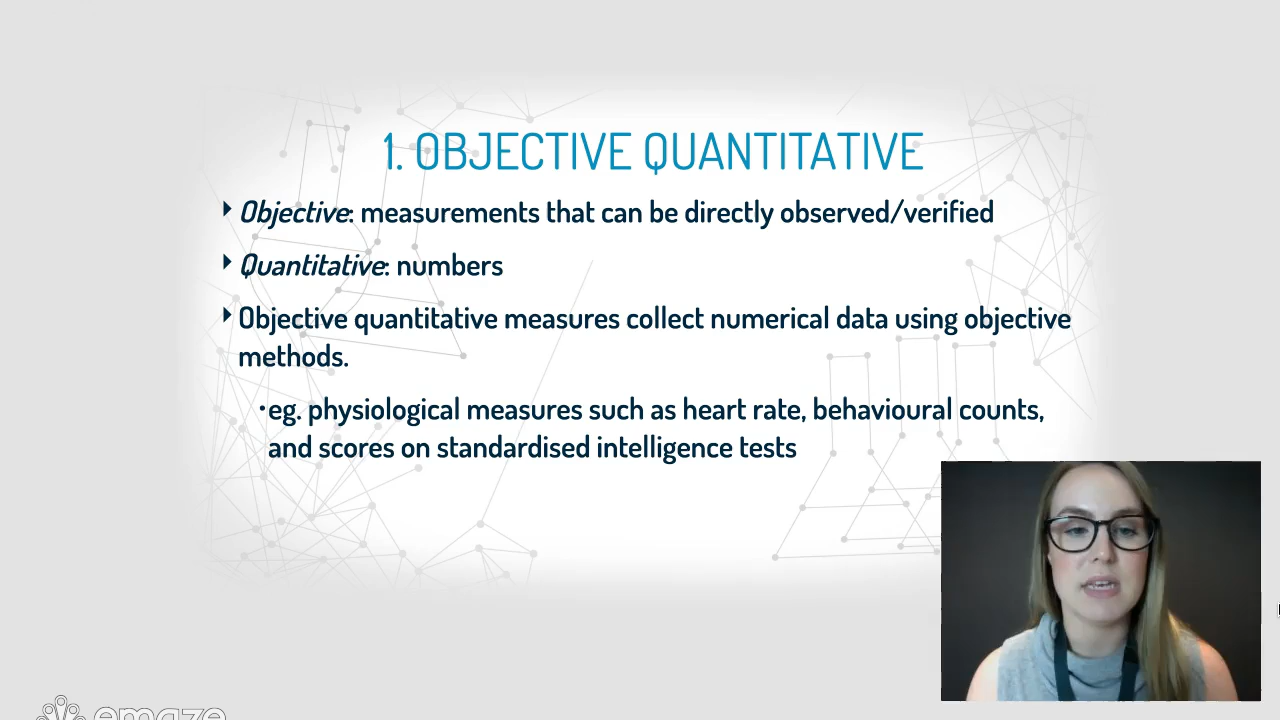 1. OBJECTIVE QUANTITATIVE
Objective: measurements that can be directly observed/verified
Quantitative: numbers
Objective quantitative measures collect numerical data using objective
methods.
eg. physiological measures such as heart rate, behavioural counts,
and scores on standardised intelligence tests
emaze